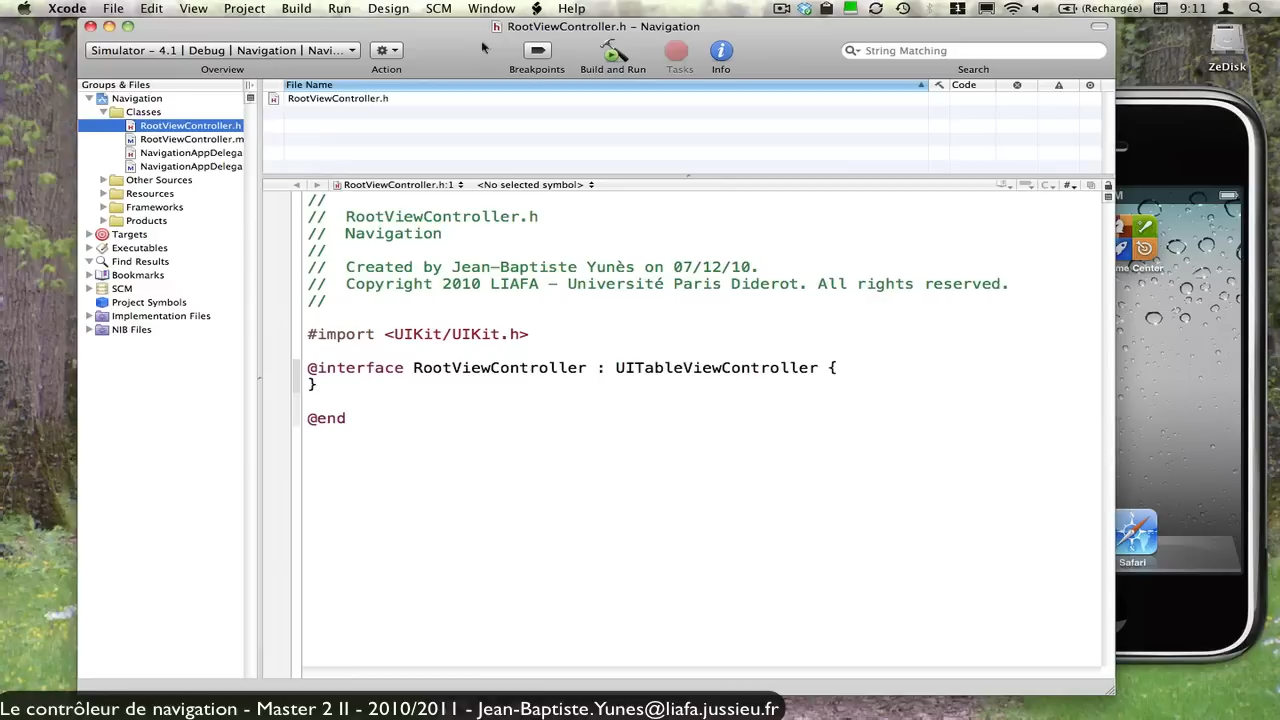 Xcode File Edit View Project Build Run Design SCM Window Help (Rechargée) 9:11
RootViewController.h - Navigation
Simulator - 4.1 | Debug | Navigation | Navi...
String Matching
Overview Action Breakpoints Build and Run Tasks Info Search
ZeDisk
Groups & Files File Name Code
Navigation RootViewController.h
Classes
RootViewController.h
RootViewController.m
NavigationAppDelega
NavigationAppDelega
Other Sources
Resources
Frameworks
Products
Targets
Executables
Find Results
Bookmarks
SCM
Project Symbols
Implementation Files
NIB Files
RootViewController.h:1 <No selected symbol> C #
//
// RootViewController.h
// Navigation
//
// Created by Jean-Baptiste Yunès on 07/12/10.
// Copyright 2010 LIAFA - Université Paris Diderot. All rights reserved.
//
#import <UIKit/UIKit.h>
@interface RootViewController : UITableViewController {
}
@end
M
me Center
Safari
Le contrôleur de navigation - Master 2 II - 2010/2011 - Jean-Baptiste.Yunes@liafa.jussieu.fr